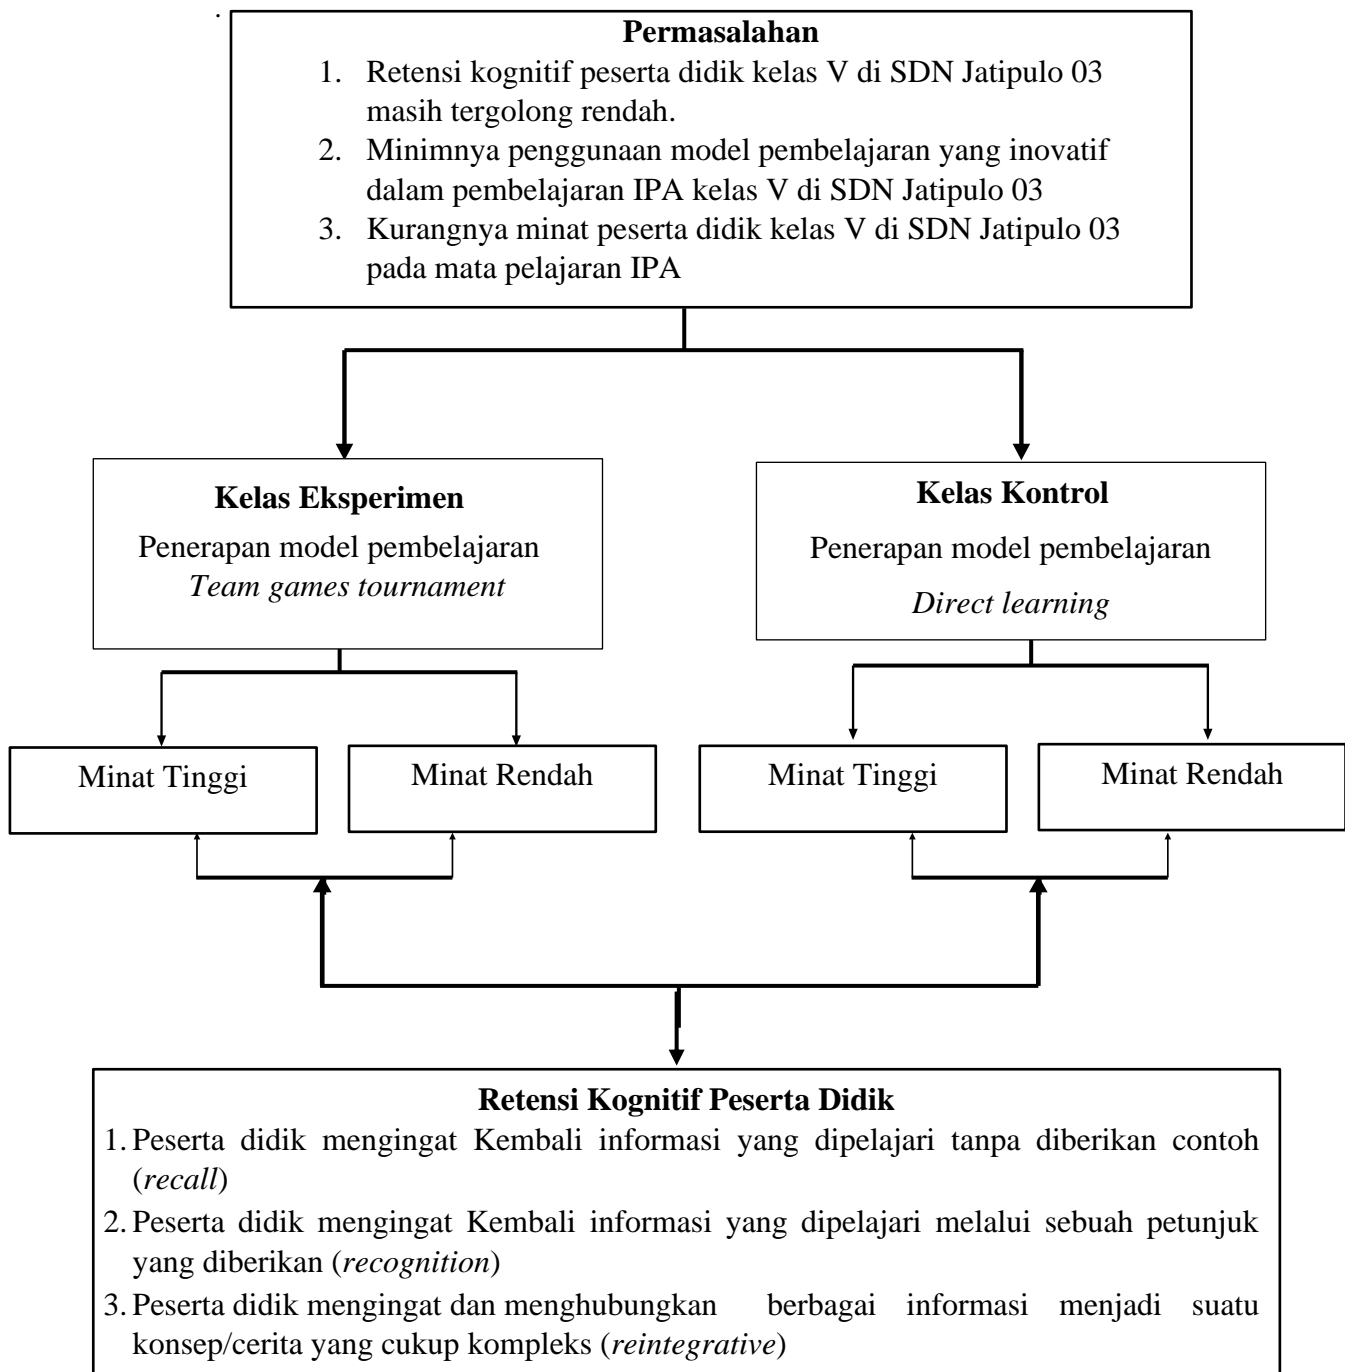 .
Permasalahan
1. Retensi kognitif peserta didik kelas V di SDN Jatipulo 03
masih tergolong rendah.
2. Minimnya penggunaan model pembelajaran yang inovatif
dalam pembelajaran IPA kelas V di SDN Jatipulo 03
3. Kurangnya minat peserta didik kelas V di SDN Jatipulo 03
pada mata pelajaran IPA
Kelas Eksperimen
Penerapan model pembelajaran
Team games tournament
Kelas Kontrol
Penerapan model pembelajaran
Direct learning
Minat Tinggi
Minat Rendah
Minat Tinggi
Minat Rendah
Retensi Kognitif Peserta Didik
1. Peserta didik mengingat Kembali informasi yang dipelajari tanpa diberikan contoh
(recall)
2. Peserta didik mengingat Kembali informasi yang dipelajari melalui sebuah petunjuk
yang diberikan (recognition)
3. Peserta didik mengingat dan menghubungkan berbagai informasi menjadi suatu
konsep/cerita yang cukup kompleks (reintegrative)